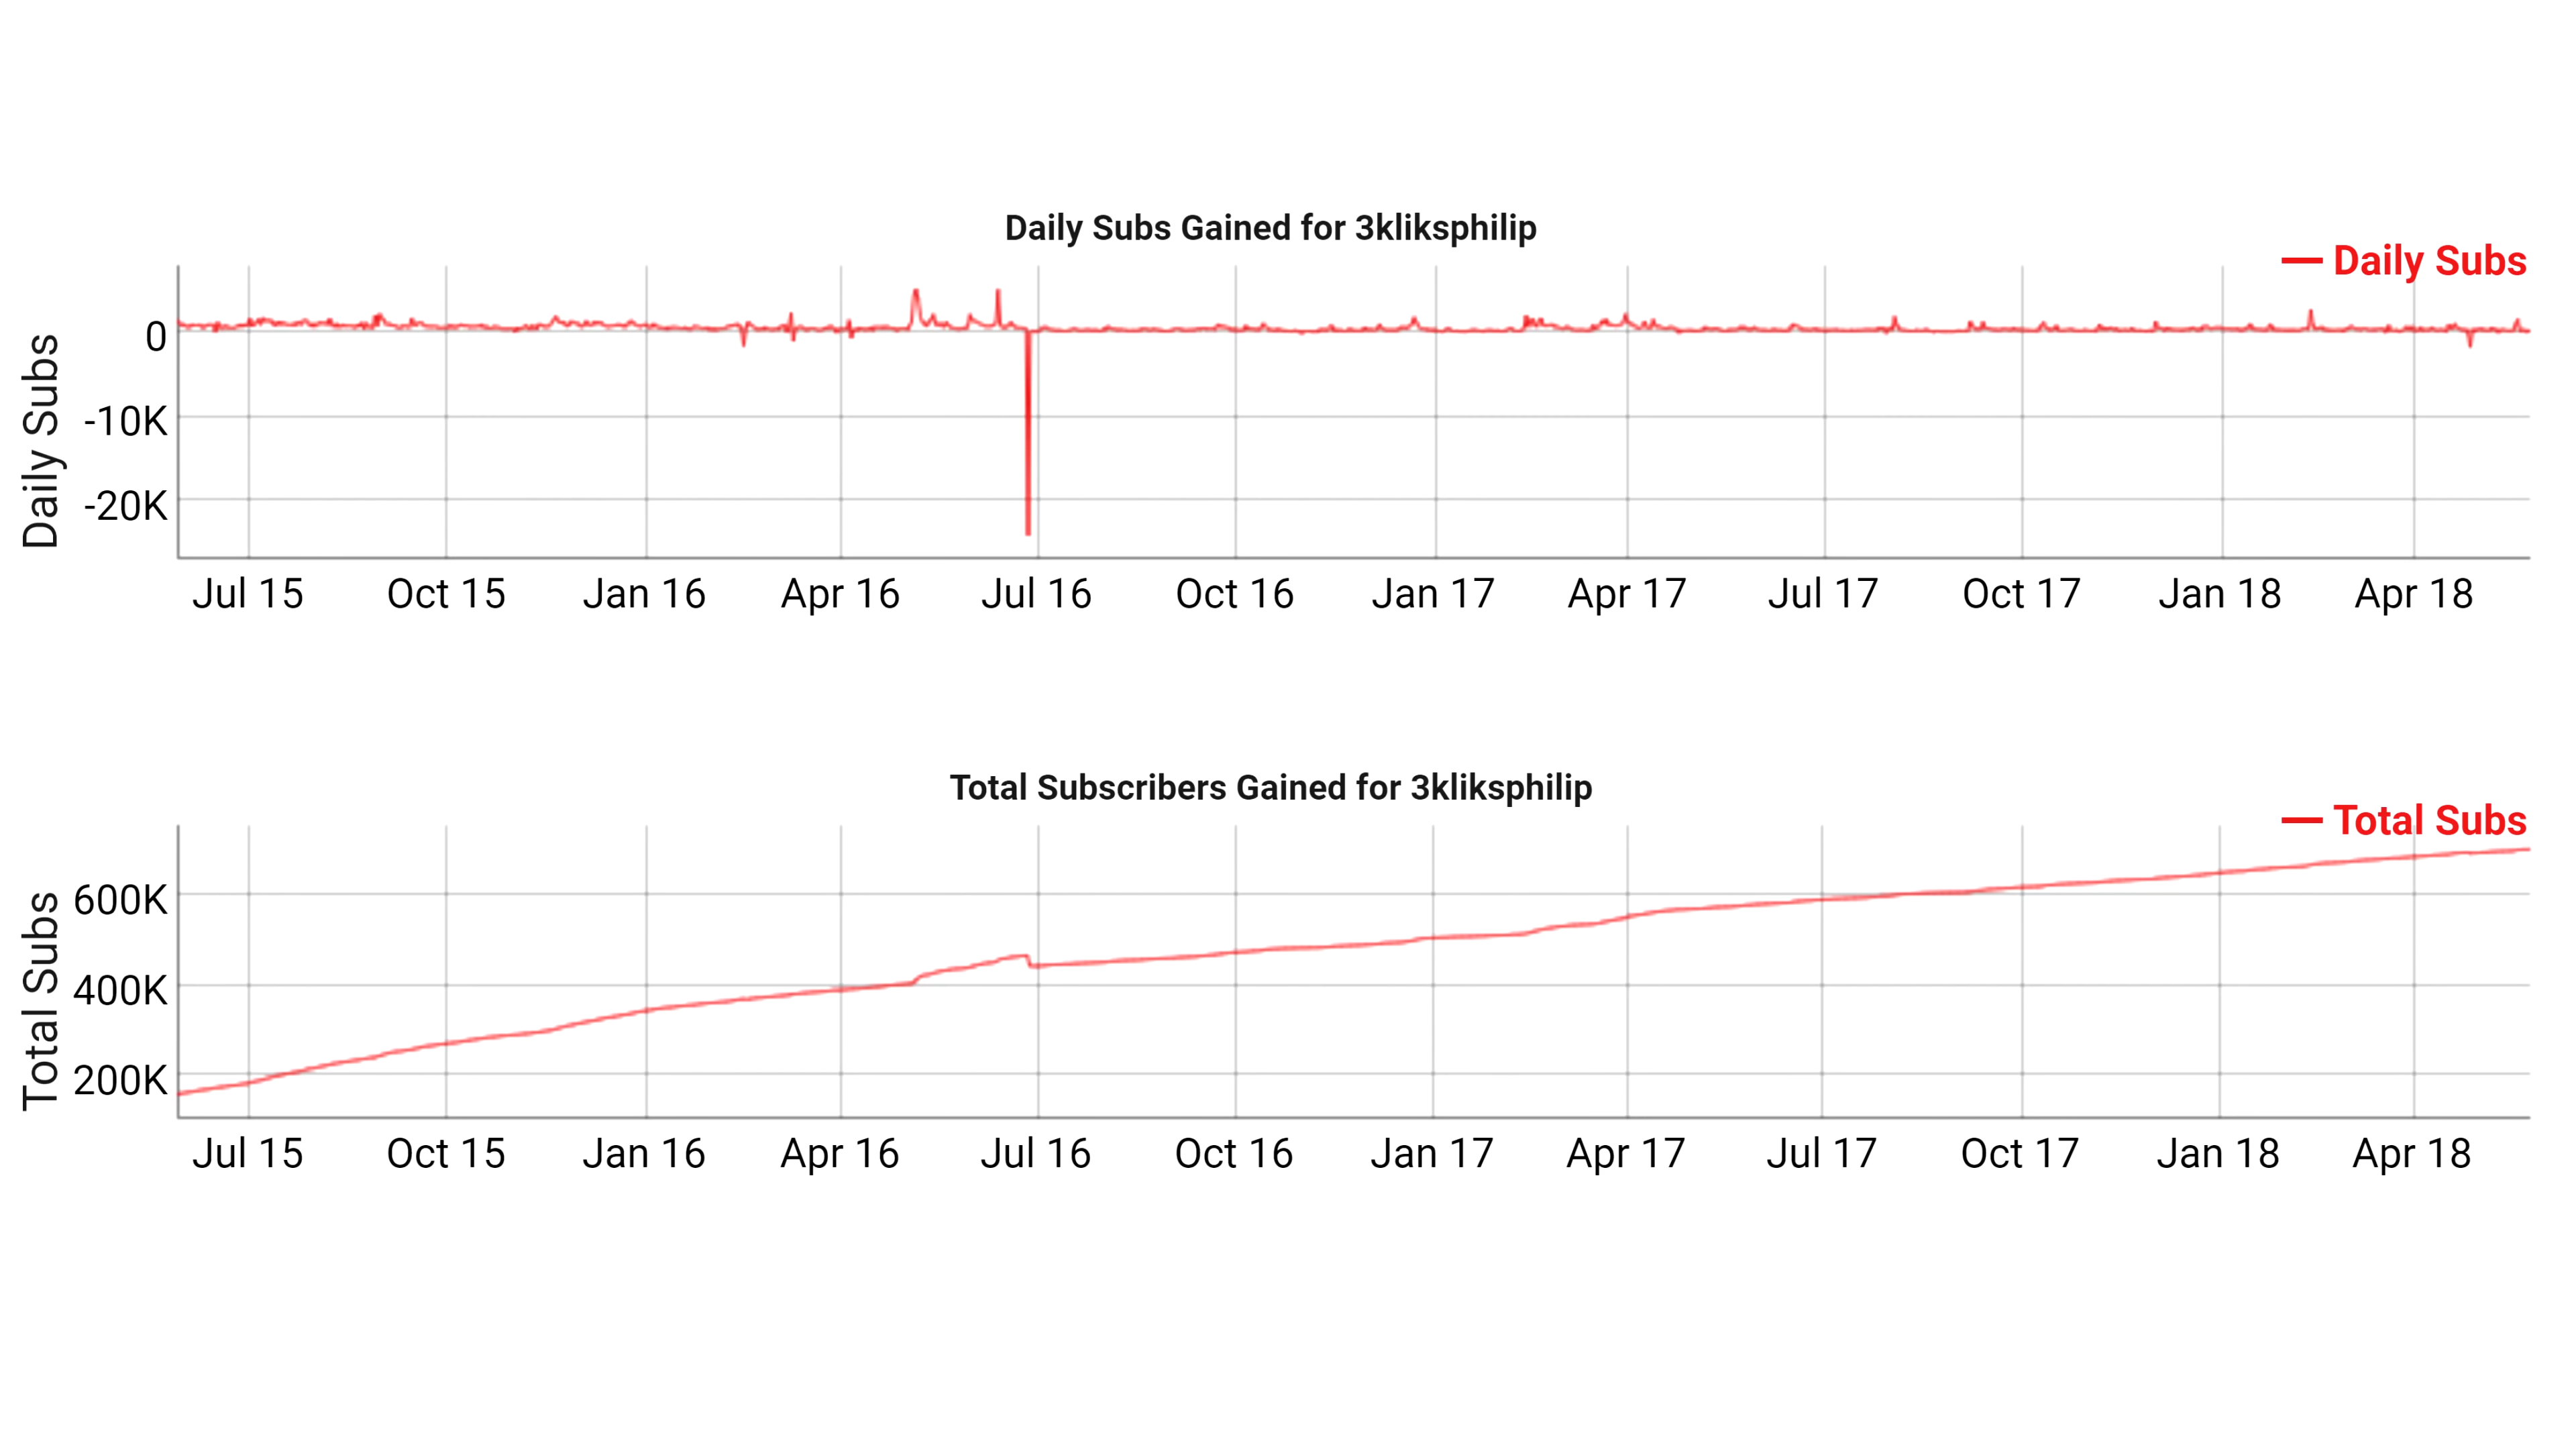 Daily Subs Gained for 3kliksphilip
Daily Subs
Daily Subs
0
-10K
-20K
Jul 15 Oct 15 Jan 16 Apr 16 Jul 16 Oct 16 Jan 17 Apr 17 Jul 17 Oct 17 Jan 18 Apr 18
Total Subscribers Gained for 3kliksphilip
Total Subs
Total Subs
600K
400K
200K
Jul 15 Oct 15 Jan 16 Apr 16 Jul 16 Oct 16 Jan 17 Apr 17 Jul 17 Oct 17 Jan 18 Apr 18